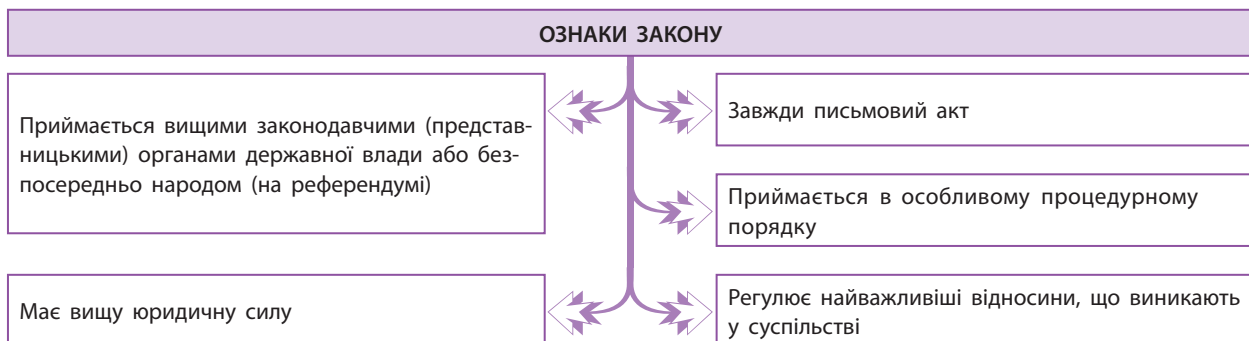 ОЗНАКИ ЗАКОНУ
Приймається вищими законодавчими (представ-
ницькими) органами державної влади або без-
посередньо народом (на референдумі)
Завжди письмовий акт
Приймається в особливому процедурному
порядку
Має вищу юридичну силу
Регулює найважливіші відносини, що виникають
у суспільстві